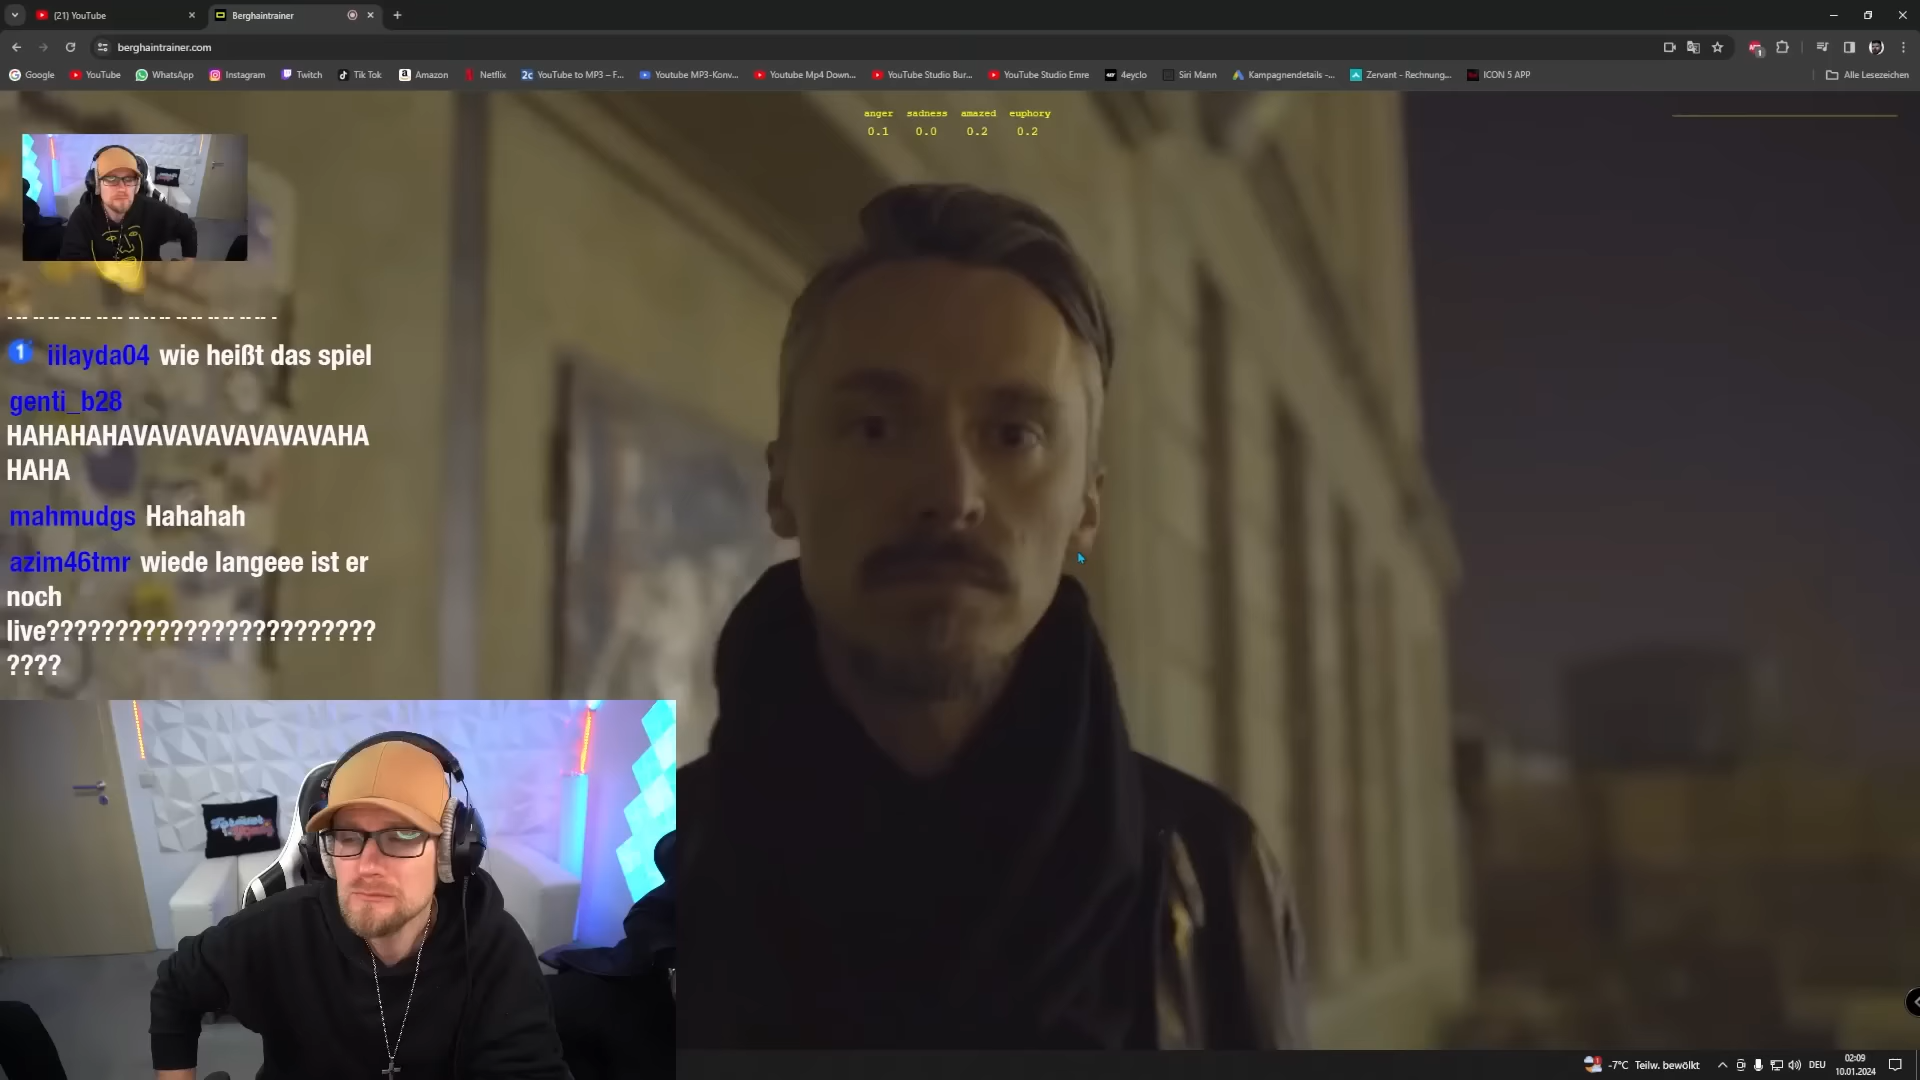 (21) YouTube
Berghaintrainer
berghaintrainer.com
Google YouTube WhatsApp Instagram Twitch Tik Tok Amazon Netflix YouTube to MP3 – F... Youtube MP3-Konv... Youtube Mp4 Down... YouTube Studio Bur... YouTube Studio Emre 4eyclo Siri Mann Kampagnendetails -... Zervant - Rechnung... ICON 5 APP Alle Lesezeichen
anger sadness amazed euphory
0.1 0.0 0.2 0.2
iilayda04 wie heißt das spiel
genti_b28
HAHAHAHAVAVAVAVAVAVAVAHA
HAHA
mahmudgs Hahahah
azim46tmr wiede langeee ist er
noch
live????????????????????????
????
-7°C Teilw. bewölkt DEU 02:09
10.01.2024